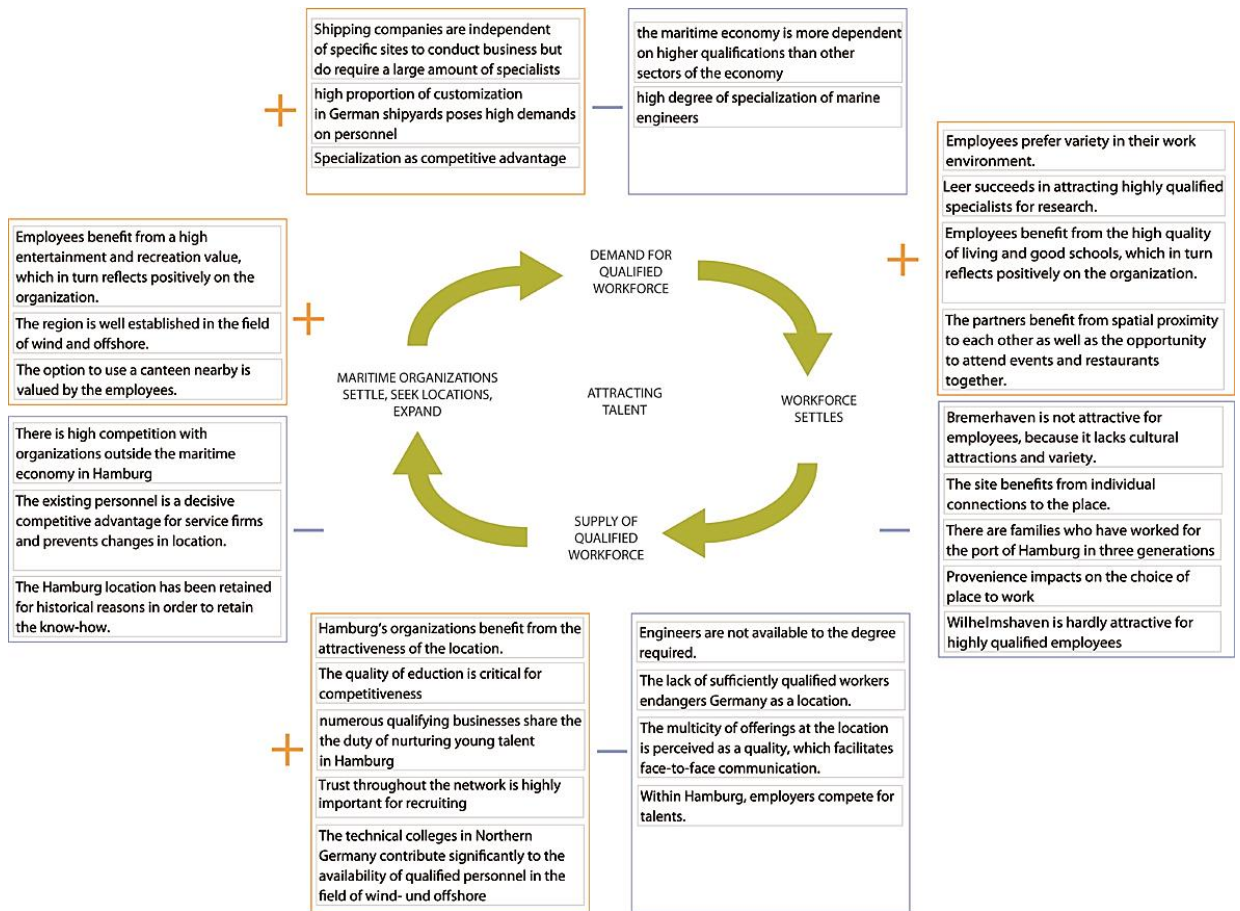 Shipping companies are independent
of specific sites to conduct business but
do require a large amount of specialists
high proportion of customization
in German shipyards poses high demands
on personnel
Specialization as competitive advantage
the maritime economy is more dependent
on higher qualifications than other
sectors of the economy
high degree of specialization of marine
engineers
Employees prefer variety in their work
environment.
Leer succeeds in attracting highly qualified
specialists for research.
Employees benefit from the high quality
of living and good schools, which in turn
reflects positively on the organization.
The partners benefit from spatial proximity
to each other as well as the opportunity
to attend events and restaurants
together.
Employees benefit from a high
entertainment and recreation value,
which in turn reflects positively on the
organization.
The region is well established in the field
of wind and offshore.
The option to use a canteen nearby is
valued by the employees.
DEMAND FOR
QUALIFIED
WORKFORCE
MARITIME ORGANIZATIONS
SETTLE, SEEK LOCATIONS,
EXPAND
ATTRACTING
TALENT
WORKFORCE
SETTLES
SUPPLY OF
QUALIFIED
WORKFORCE
There is high competition with
organizations outside the maritime
economy in Hamburg
The existing personnel is a decisive
competitive advantage for service firms
and prevents changes in location.
The Hamburg location has been retained
for historical reasons in order to retain
the know-how.
Bremerhaven is not attractive for
employees, because it lacks cultural
attractions and variety.
The site benefits from individual
connections to the place.
There are families who have worked for
the port of Hamburg in three generations
Provenience impacts on the choice of
place to work
Wilhelmshaven is hardly attractive for
highly qualified employees
Hamburg's organizations benefit from the
attractiveness of the location.
The quality of eduction is critical for
competitiveness
numerous qualifying businesses share the
the duty of nurturing young talent
in Hamburg
Trust throughout the network is highly
important for recruiting
The technical colleges in Northern
Germany contribute significantly to the
availability of qualified personnel in the
field of wind- und offshore
Engineers are not available to the degree
required.
The lack of sufficiently qualified workers
endangers Germany as a location.
The multicity of offerings at the location
is perceived as a quality, which facilitates
face-to-face communication.
Within Hamburg, employers compete for
talents.